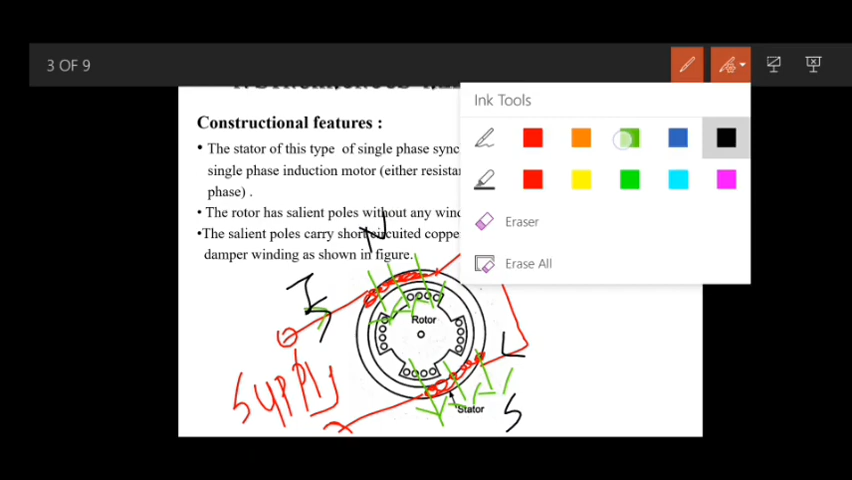 3 OF 9
Ink Tools
Constructional features :
• The stator of this type of single phase sync
single phase induction motor (either resista
phase) .
• The rotor has salient poles without any wind
•The salient poles carry short circuited coppe
damper winding as shown in figure.
Eraser
Erase All
N
I
Rotor
L
Supply
Stator
S